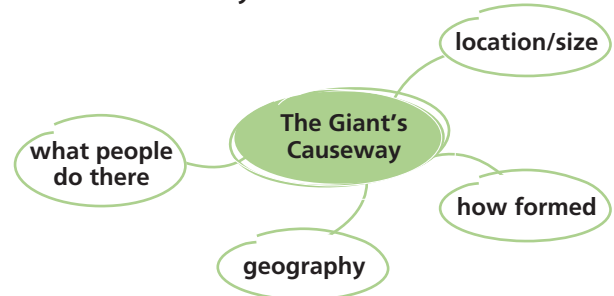 location/size
The Giant's
Causeway
what people
do there
how formed
geography